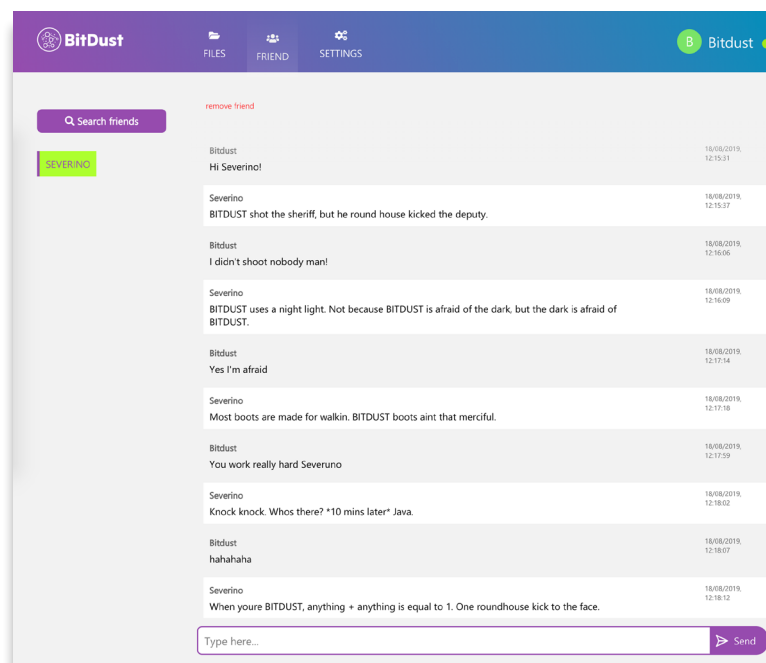 BitDust
FILES
FRIEND
SETTINGS
B
Bitdust
Search friends
SEVERINO
remove friend
Bitdust
18/08/2019,
12:15:31
Hi Severino!
Severino
18/08/2019,
12:15:37
BITDUST shot the sheriff, but he round house kicked the deputy.
Bitdust
18/08/2019,
12:16:06
I didn't shoot nobody man!
Severino
18/08/2019,
12:16:09
BITDUST uses a night light. Not because BITDUST is afraid of the dark, but the dark is afraid of
BITDUST.
Bitdust
18/08/2019,
12:17:14
Yes I'm afraid
Severino
18/08/2019,
12:17:18
Most boots are made for walkin. BITDUST boots aint that merciful.
Bitdust
18/08/2019,
12:17:59
You work really hard Severuno
Severino
18/08/2019,
12:18:02
Knock knock. Whos there? *10 mins later* Java.
Bitdust
18/08/2019,
12:18:07
hahahaha
Severino
18/08/2019,
12:18:12
When youre BITDUST, anything + anything is equal to 1. One roundhouse kick to the face.
Type here...
Send